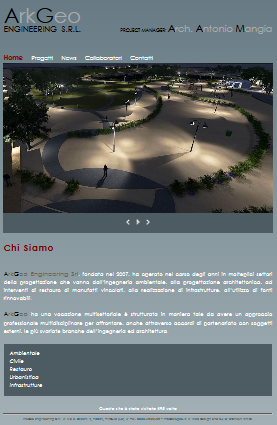 ArkGeo
ENGINEERING S.R.L.
PROJECT MANAGER Arch. Antonio Mangia
Home Progetti News Collaboratori Contatti
Chi Siamo
ArkGeo Engineering Srl, fondata nel 2007, ha operato nel corso degli anni in molteplici settori
della progettazione che vanno dall'ingegneria ambientale, alla progettazione architettonica, ad
interventi di restauro di manufatti vincolati, alla realizzazione di infrastrutture, all'utilizzo di fonti
rinnovabili.
ArkGeo ha una vocazione multisettoriale è strutturata in maniera tale da avere un approccio
professionale multidisciplinare per affrontare, anche attraverso accordi di partenariato con soggetti
esterni, le più svariate branche dell'ingegneria ed architettura.
Ambientale
Civile
Restauro
Urbanistica
Infrastrutture
Questo sito è stato visitato volte